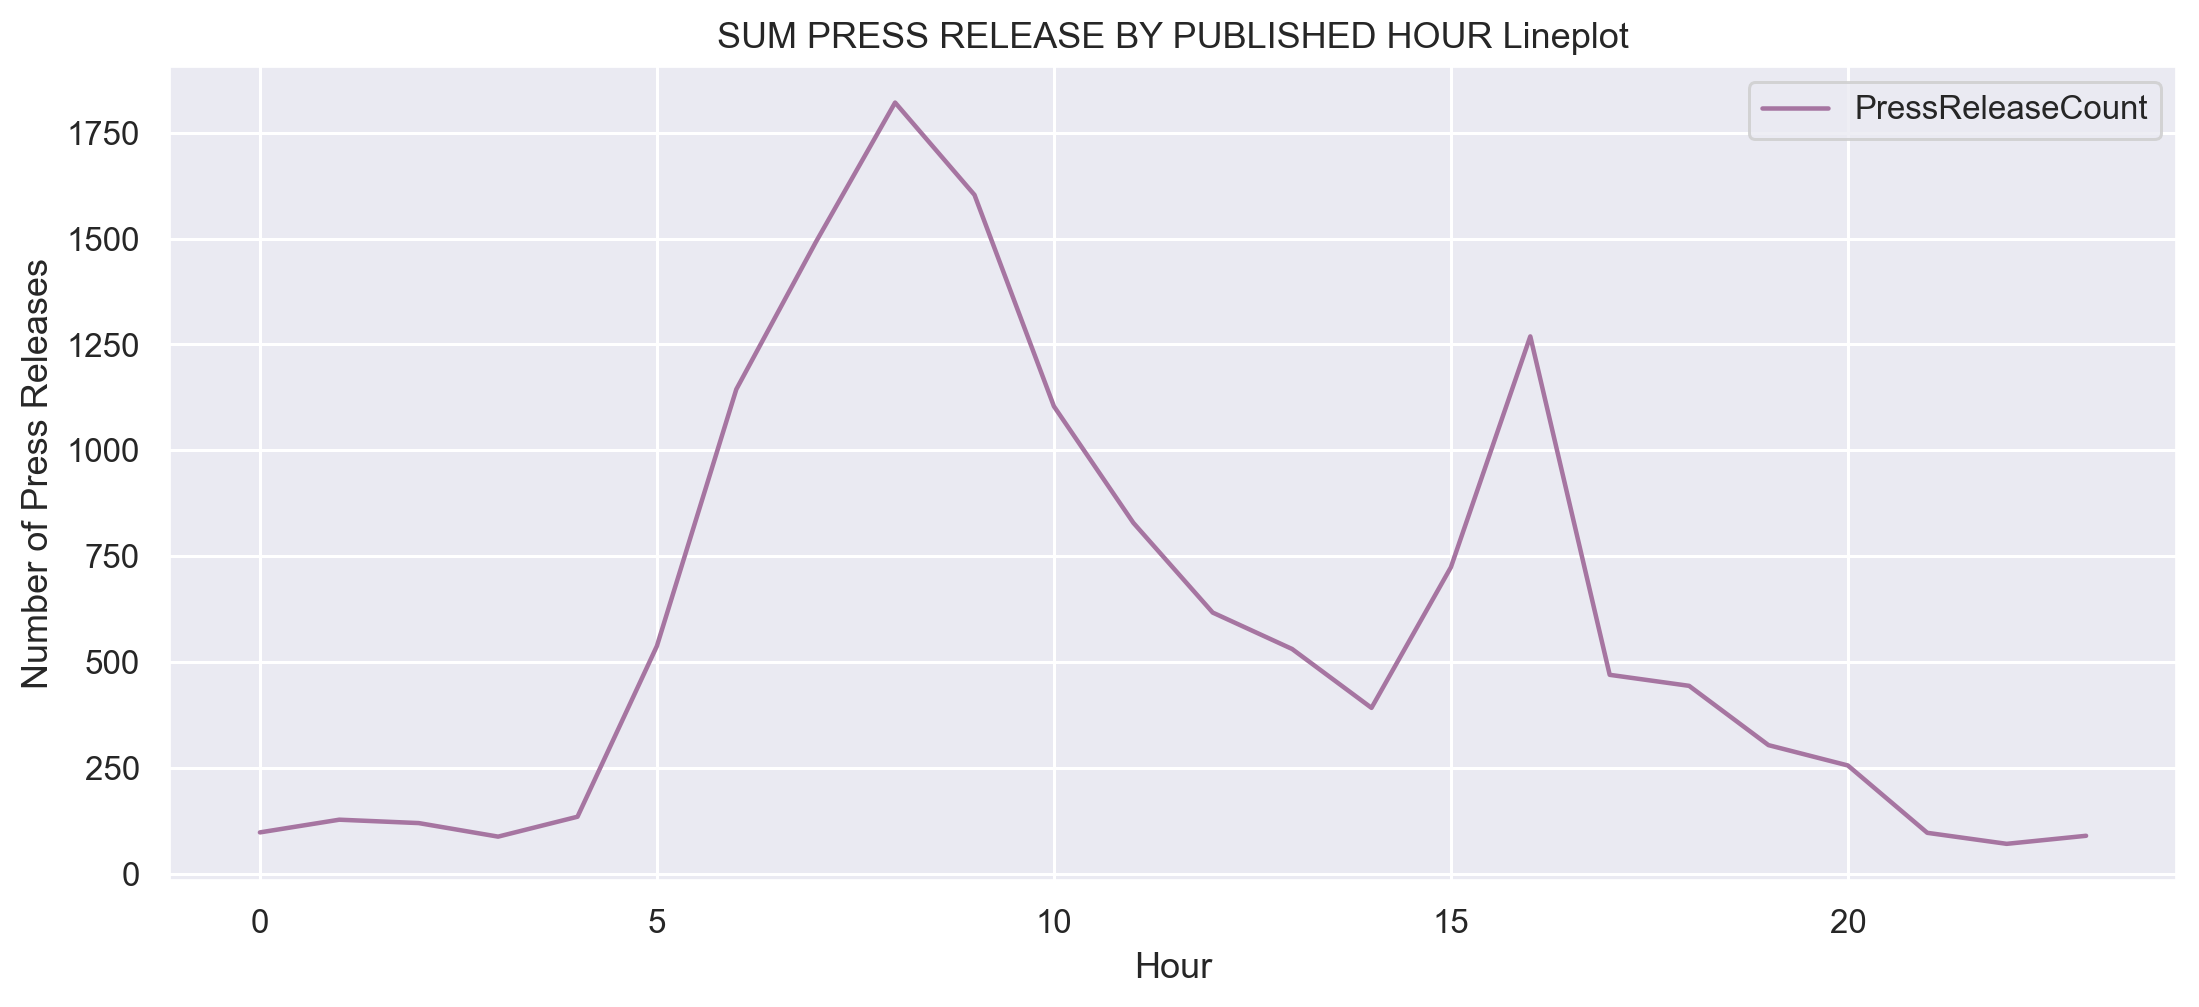 SUM PRESS RELEASE BY PUBLISHED HOUR Lineplot
PressReleaseCount
Number of Press Releases
1750
1500
1250
1000
750
500
250
0
0 5 10 15 20
Hour